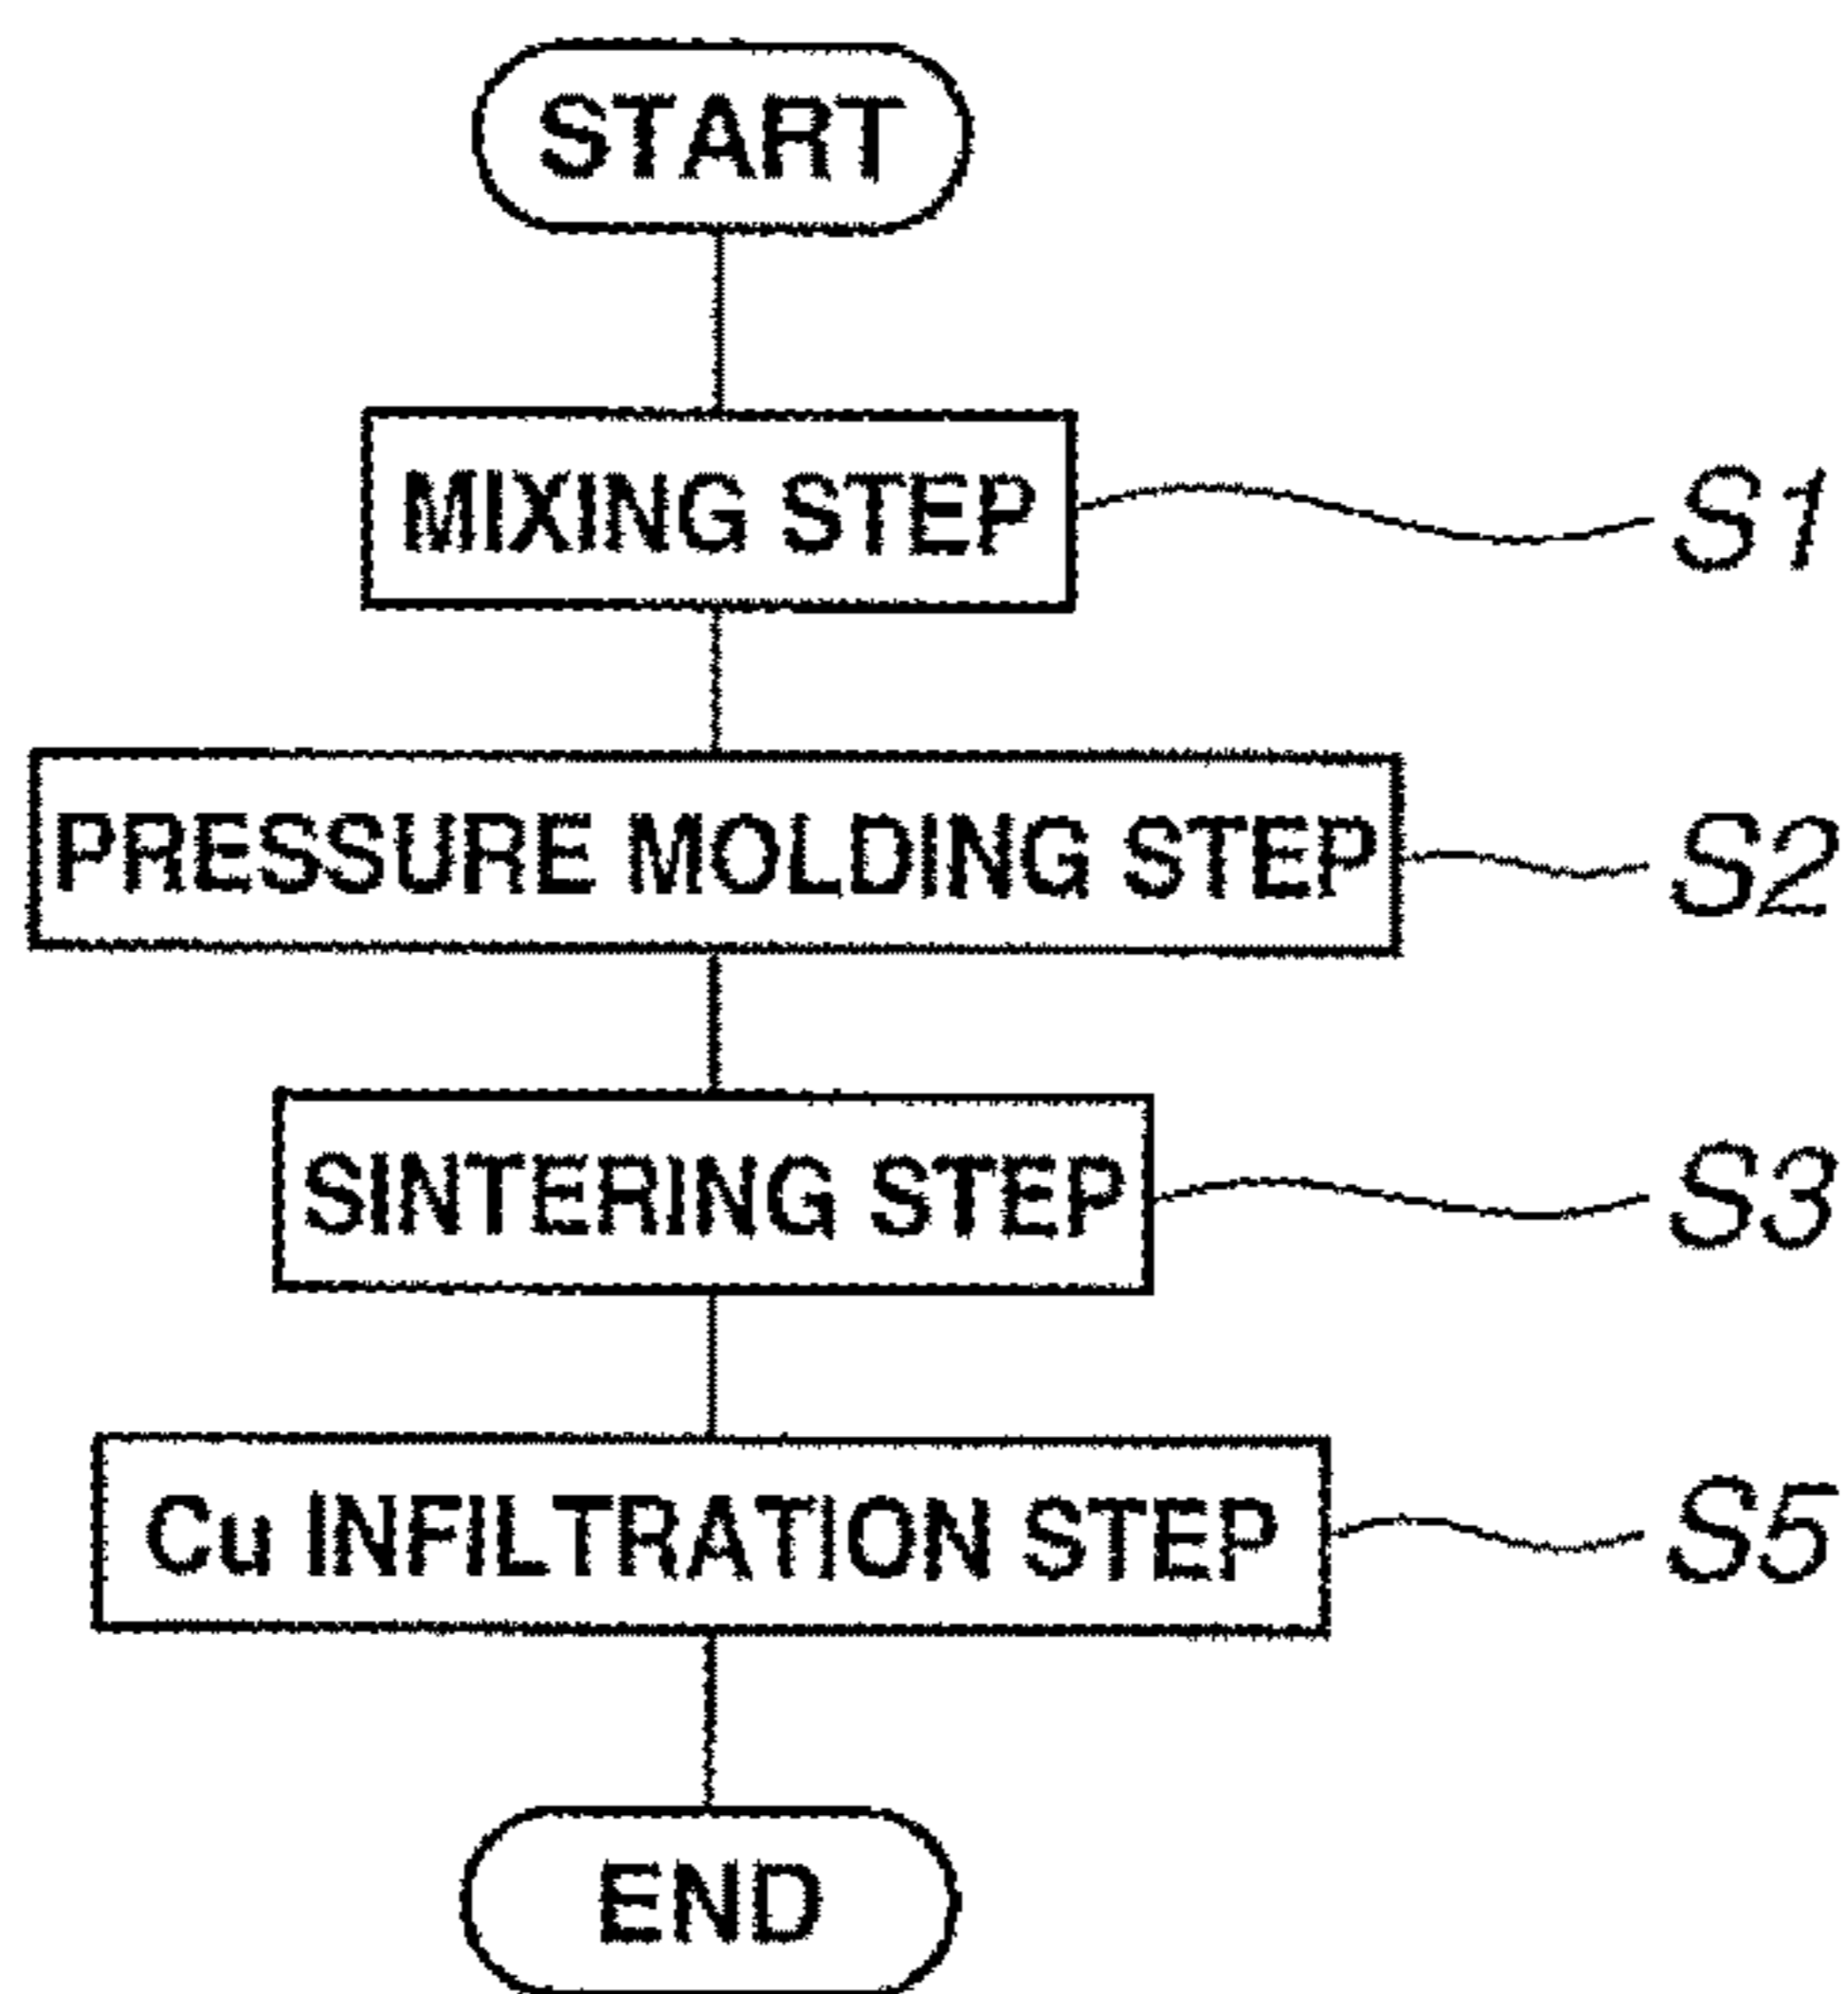 START
MIXING STEP S1
PRESSURE MOLDING STEP S2
SINTERING STEP S3
Cu INFILTRATION STEP S5
END